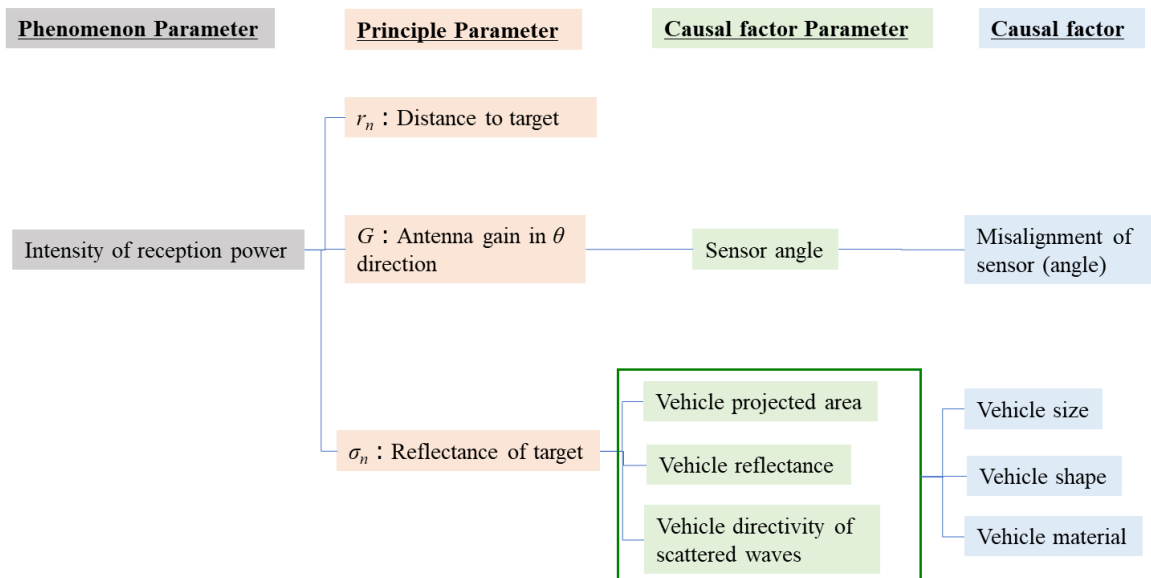 Phenomenon Parameter
Principle Parameter
Causal factor Parameter
Causal factor
rₙ : Distance to target
Intensity of reception power
G : Antenna gain in θ
direction
Sensor angle
Misalignment of
sensor (angle)
σₙ : Reflectance of target
Vehicle projected area
Vehicle reflectance
Vehicle directivity of
scattered waves
Vehicle size
Vehicle shape
Vehicle material